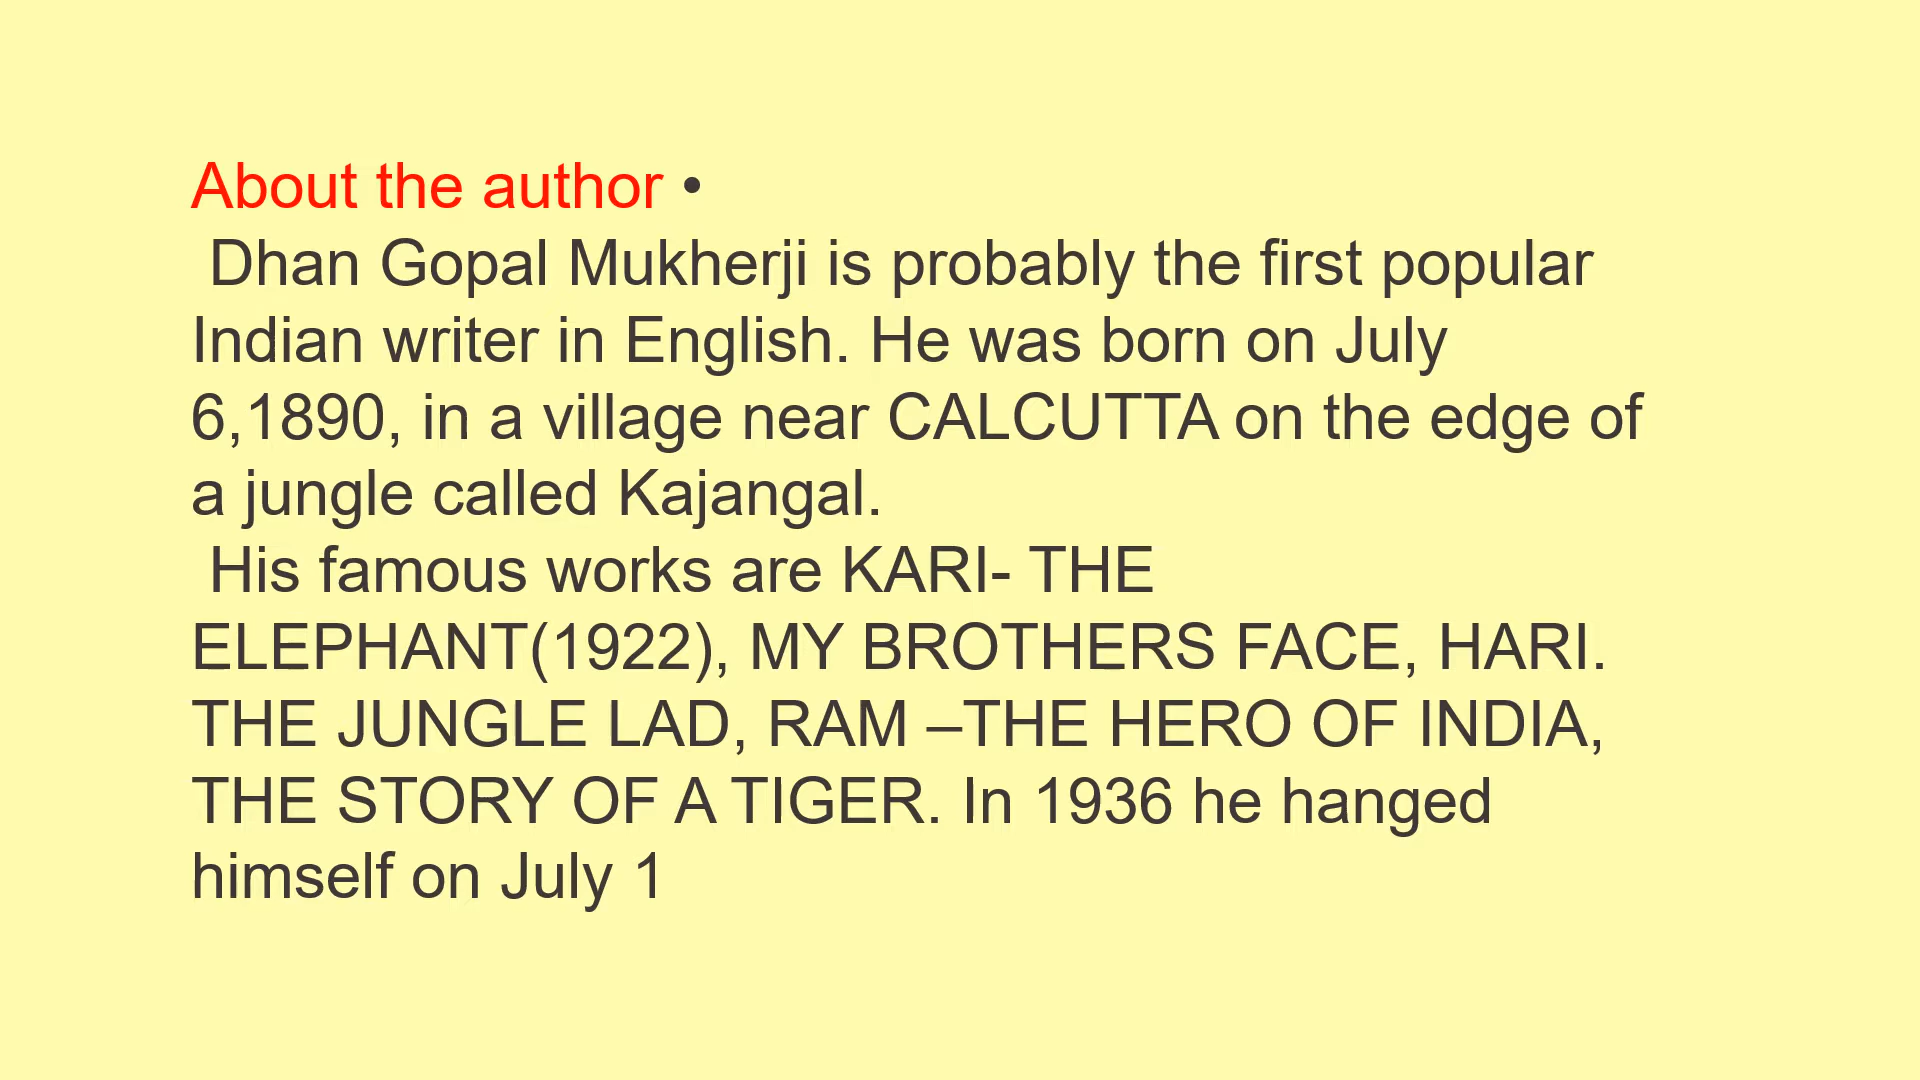 About the author •
Dhan Gopal Mukherji is probably the first popular
Indian writer in English. He was born on July
6,1890, in a village near CALCUTTA on the edge of
a jungle called Kajangal.
His famous works are KARI- THE
ELEPHANT(1922), MY BROTHERS FACE, HARI.
THE JUNGLE LAD, RAM –THE HERO OF INDIA,
THE STORY OF A TIGER. In 1936 he hanged
himself on July 1